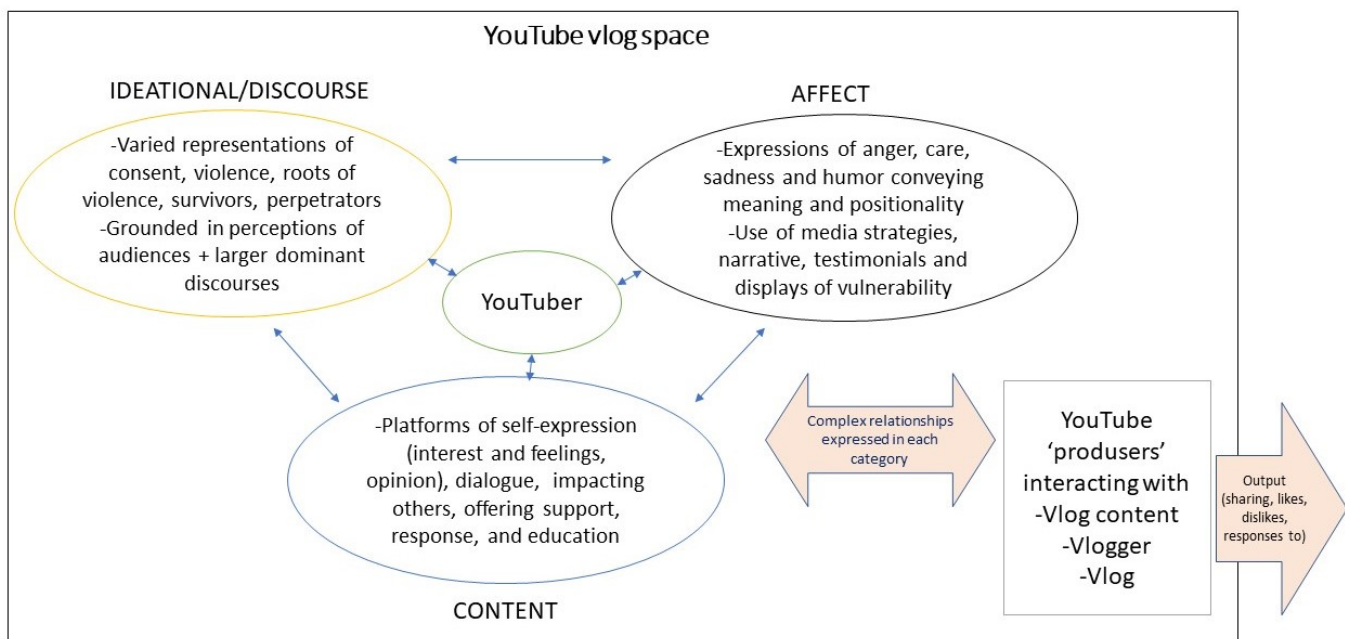 YouTube vlog space
IDEATIONAL/DISCOURSE
-Varied representations of
consent, violence, roots of
violence, survivors, perpetrators
-Grounded in perceptions of
audiences + larger dominant
discourses
AFFECT
-Expressions of anger, care,
sadness and humor conveying
meaning and positionality
-Use of media strategies,
narrative, testimonials and
displays of vulnerability
YouTuber
-Platforms of self-expression
(interest and feelings,
opinion), dialogue, impacting
others, offering support,
response, and education
CONTENT
Complex relationships
expressed in each
category
YouTube
‘produsers’
interacting with
-Vlog content
-Vlogger
-Vlog
Output
(sharing, likes,
dislikes,
responses to)